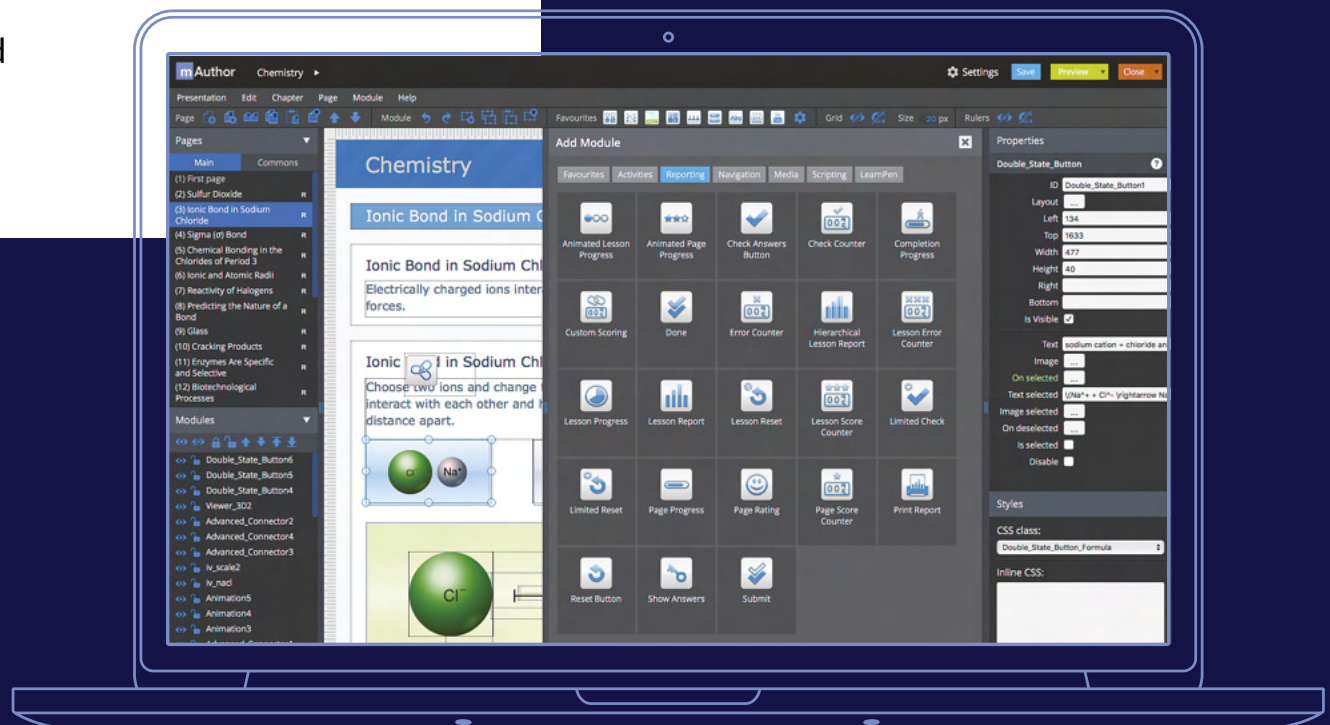 d
mAuthor Chemistry
Settings Save Preview Close
Presentation Edit Chapter Page Module Help
Page Module Favourites Grid Size 20 px Rulers
Pages
Main Commons
(1) First page
(2) Sulfur Dioxide R
(3) Ionic Bond in Sodium
Chloride R
(4) Sigma (σ) Bond R
(5) Chemical Bonding in the
Chlorides of Period 3 R
(6) Ionic and Atomic Radii R
(7) Reactivity of Halogens R
(8) Predicting the Nature of a
Bond R
(9) Glass R
(10) Cracking Products R
(11) Enzymes Are Specific
and Selective R
(12) Biotechnological
Processes R
Modules
Double_State_Button6
Double_State_Button5
Double_State_Button4
Viewer_3D2
Advanced_Connector2
Advanced_Connector4
Advanced_Connector3
iv_scale2
iv_nacl
Animation5
Animation4
Animation3
Chemistry
Ionic Bond in Sodium C
Ionic Bond in Sodium Chl
Electrically charged ions inter
forces.
Ionic d in Sodium Chl
Choose two ions and change t
interact with each other and h
distance apart.
Cl⁻ Na⁺
Cl⁻
Add Module
Favourites Activities Reporting Navigation Media Scripting LearnPen
Animated Lesson
Progress
Animated Page
Progress
Check Answers
Button
Check Counter
Completion
Progress
Custom Scoring
Done
Error Counter
Hierarchical
Lesson Report
Lesson Error
Counter
Lesson Progress
Lesson Report
Lesson Reset
Lesson Score
Counter
Limited Check
Limited Reset
Page Progress
Page Rating
Page Score
Counter
Print Report
Reset Button
Show Answers
Submit
Properties
Double_State_Button ?
ID Double_State_Button1
Layout ...
Left 134
Top 1633
Width 477
Height 40
Right
Bottom
Is Visible
Text sodium cation + chloride an
Image ...
On selected ...
Text selected \(Na^+ + Cl^- \rightarrow Na
Image selected ...
On deselected ...
Is selected
Disable
Styles
CSS class:
Double_State_Button_Formula
Inline CSS: